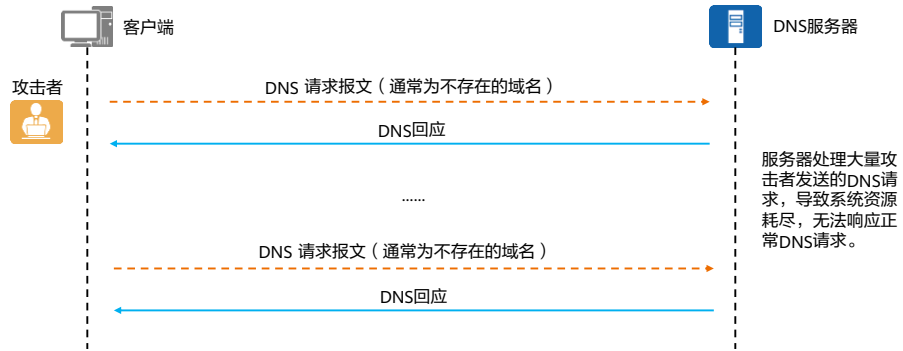 客户端
DNS服务器
攻击者
DNS 请求报文（通常为不存在的域名）
DNS回应
......
服务器处理大量攻
击者发送的DNS请
求，导致系统资源
耗尽，无法响应正
常DNS请求。
DNS 请求报文（通常为不存在的域名）
DNS回应